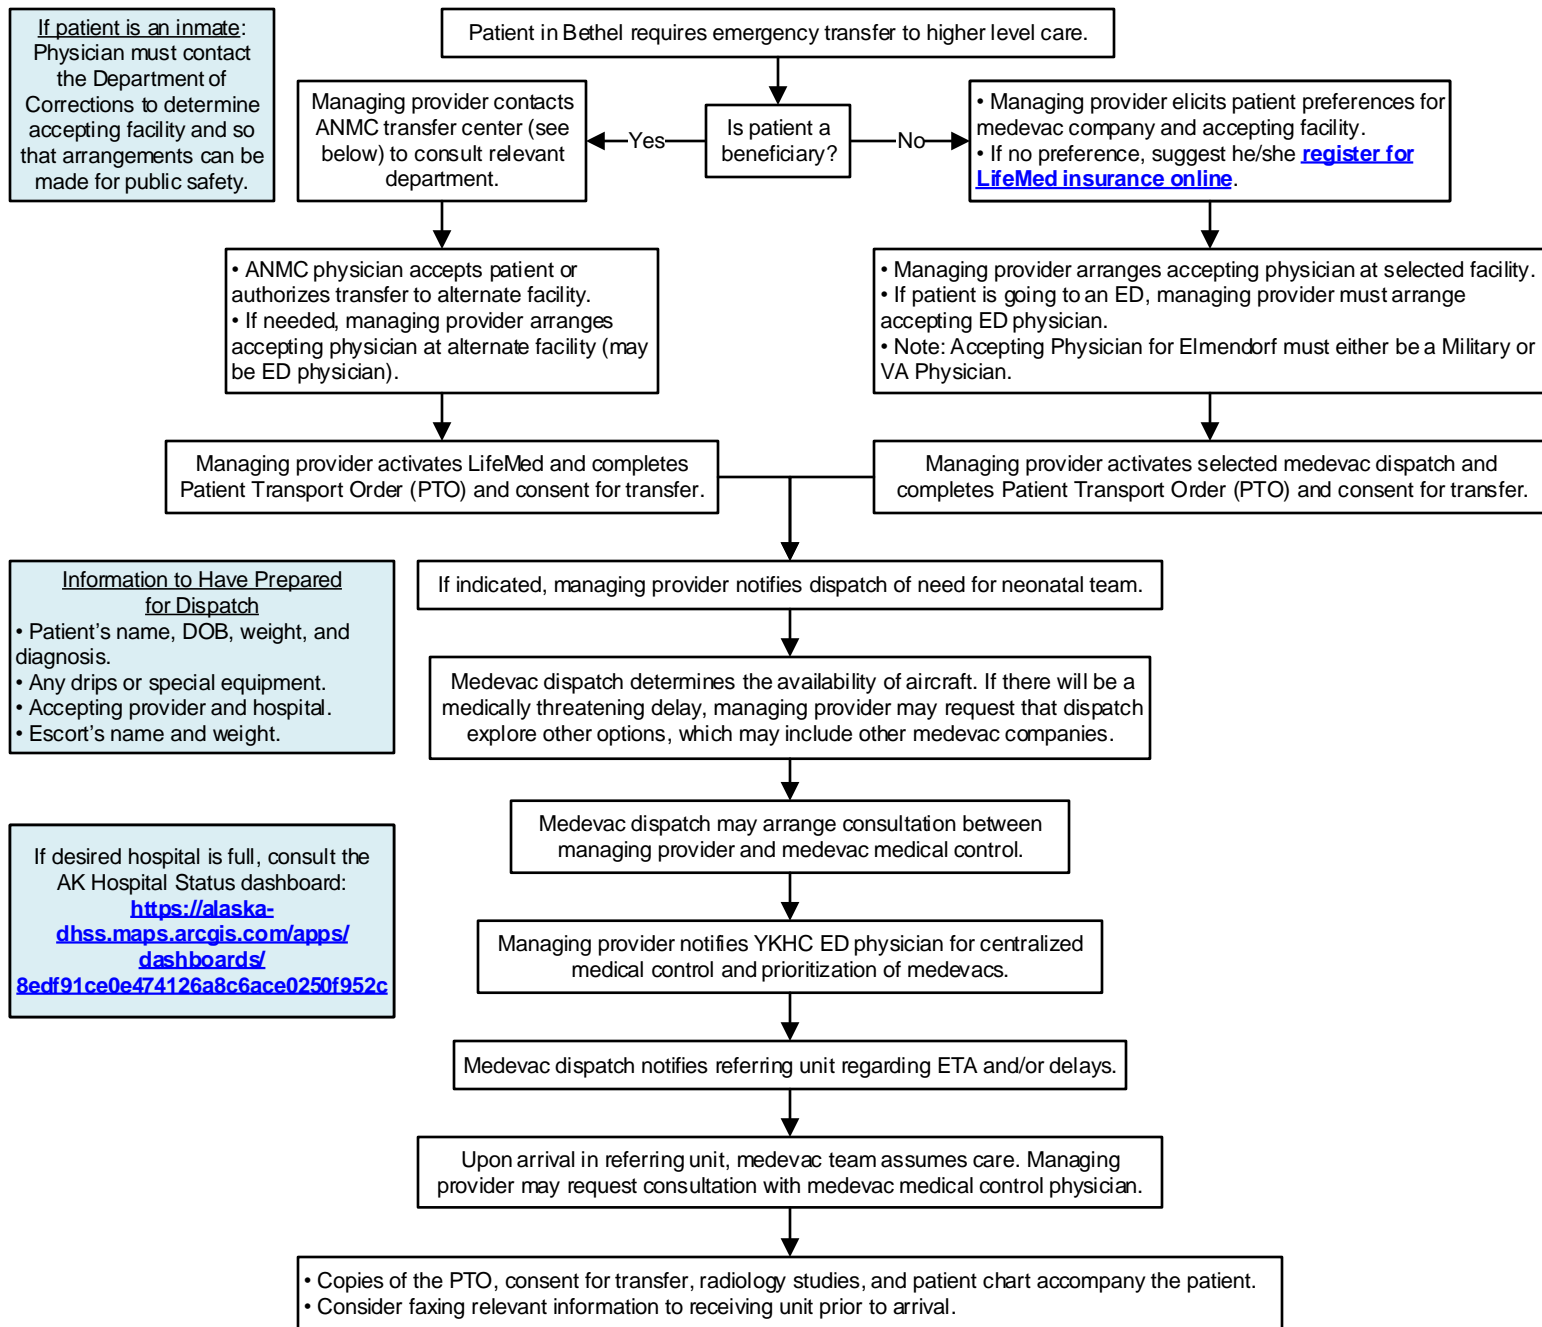 If patient is an inmate:
Physician must contact
the Department of
Corrections to determine
accepting facility and so
that arrangements can be
made for public safety.
Patient in Bethel requires emergency transfer to higher level care.
Managing provider contacts
ANMC transfer center (see
below) to consult relevant
department.
Yes
Is patient a
beneficiary?
No
• Managing provider elicits patient preferences for
medevac company and accepting facility.
• If no preference, suggest he/she register for
LifeMed insurance online.
• ANMC physician accepts patient or
authorizes transfer to alternate facility.
• If needed, managing provider arranges
accepting physician at alternate facility (may
be ED physician).
• Managing provider arranges accepting physician at selected facility.
• If patient is going to an ED, managing provider must arrange
accepting ED physician.
• Note: Accepting Physician for Elmendorf must either be a Military or
VA Physician.
Managing provider activates LifeMed and completes
Patient Transport Order (PTO) and consent for transfer.
Managing provider activates selected medevac dispatch and
completes Patient Transport Order (PTO) and consent for transfer.
Information to Have Prepared
for Dispatch
• Patient's name, DOB, weight, and
diagnosis.
• Any drips or special equipment.
• Accepting provider and hospital.
• Escort's name and weight.
If indicated, managing provider notifies dispatch of need for neonatal team.
Medevac dispatch determines the availability of aircraft. If there will be a
medically threatening delay, managing provider may request that dispatch
explore other options, which may include other medevac companies.
If desired hospital is full, consult the
AK Hospital Status dashboard:
https://alaska-
dhss.maps.arcgis.com/apps/
dashboards/
8edf91ce0e474126a8c6ace0250f952c
Medevac dispatch may arrange consultation between
managing provider and medevac medical control.
Managing provider notifies YKHC ED physician for centralized
medical control and prioritization of medevacs.
Medevac dispatch notifies referring unit regarding ETA and/or delays.
Upon arrival in referring unit, medevac team assumes care. Managing
provider may request consultation with medevac medical control physician.
• Copies of the PTO, consent for transfer, radiology studies, and patient chart accompany the patient.
• Consider faxing relevant information to receiving unit prior to arrival.